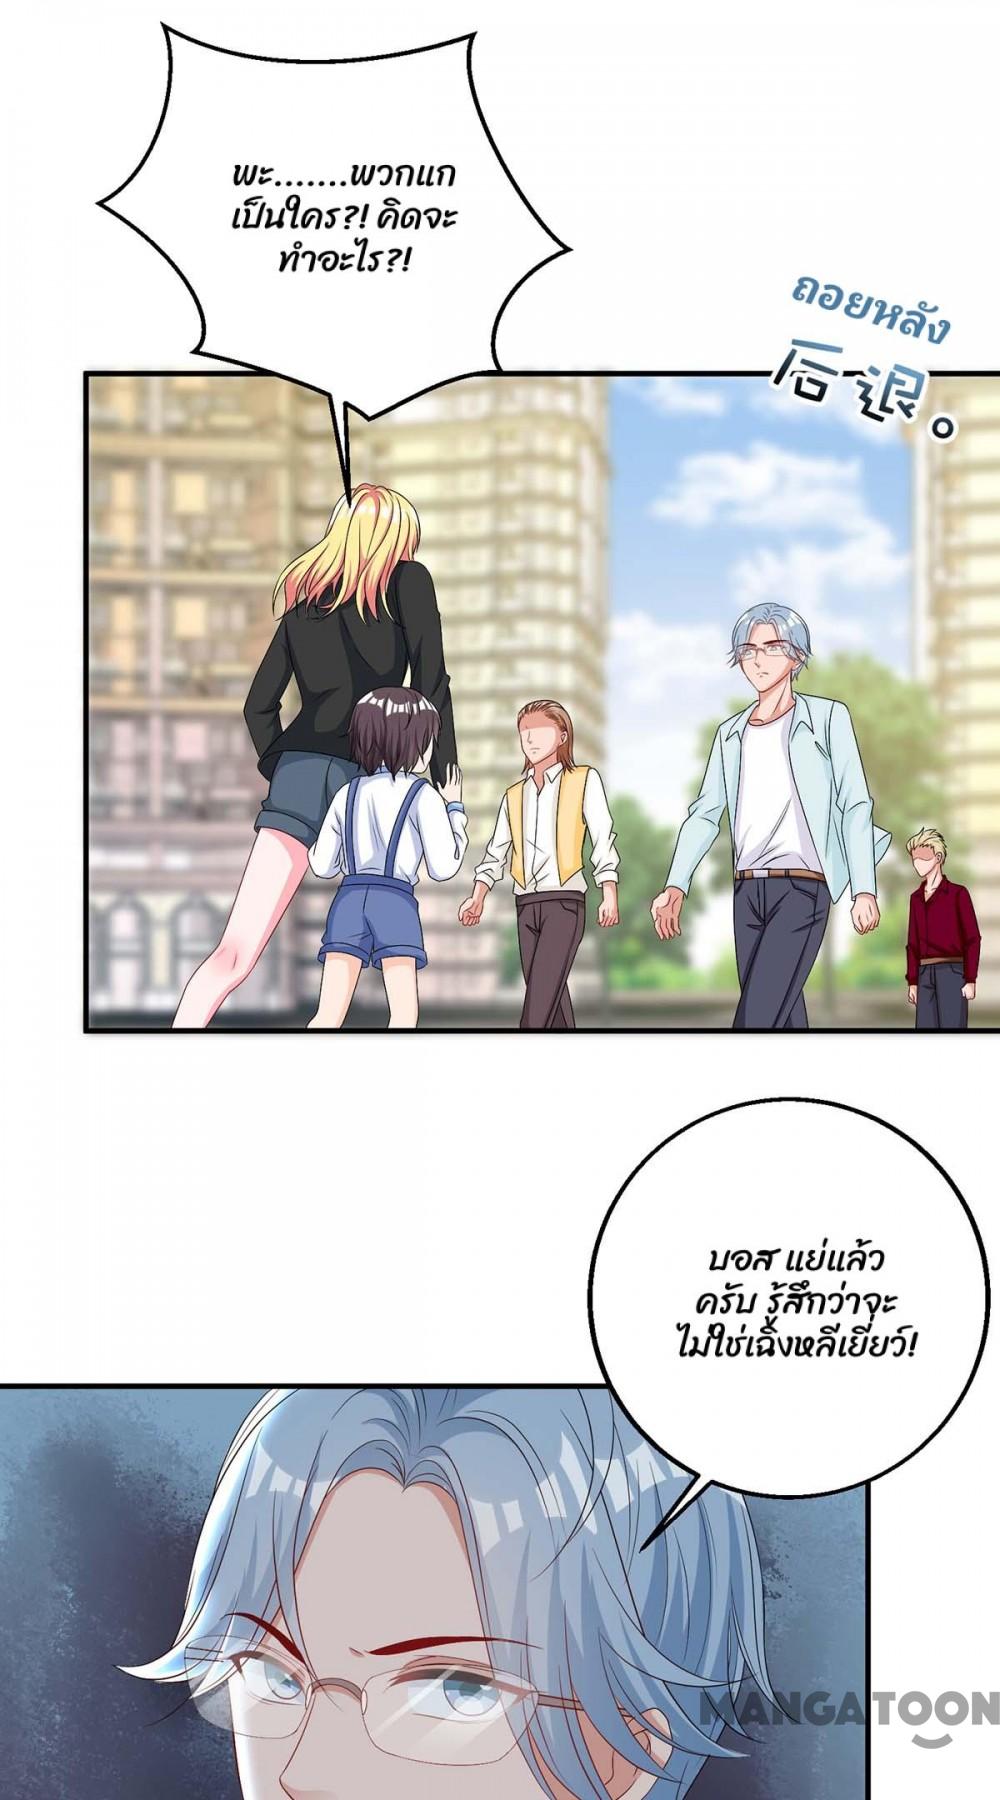 พะ.......พวกแก
เป็นใคร?! คิดจะ
ทำอะไร?!
ถอยหลัง
后退。
บอส แย่แล้ว
ครับ รู้สึกว่าจะ
ไม่ใช่เฉิงหลีเยี่ยว์!
MANGATOON